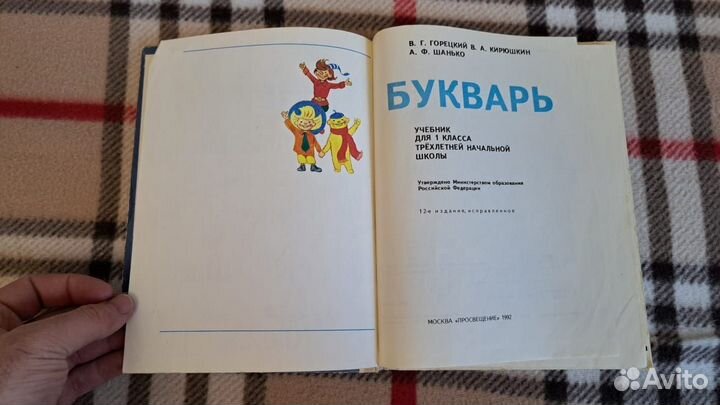 В. Г. ГОРЕЦКИЙ В. А. КИРЮШКИН
А. Ф. ШАНЬКО
БУКВАРЬ
УЧЕБНИК
ДЛЯ 1 КЛАССА
ТРЁХЛЕТНЕЙ НАЧАЛЬНОЙ
ШКОЛЫ
Утверждено Министерством образования
Российской Федерации
12-е издание, исправленное
МОСКВА «ПРОСВЕЩЕНИЕ» 1992
Avito